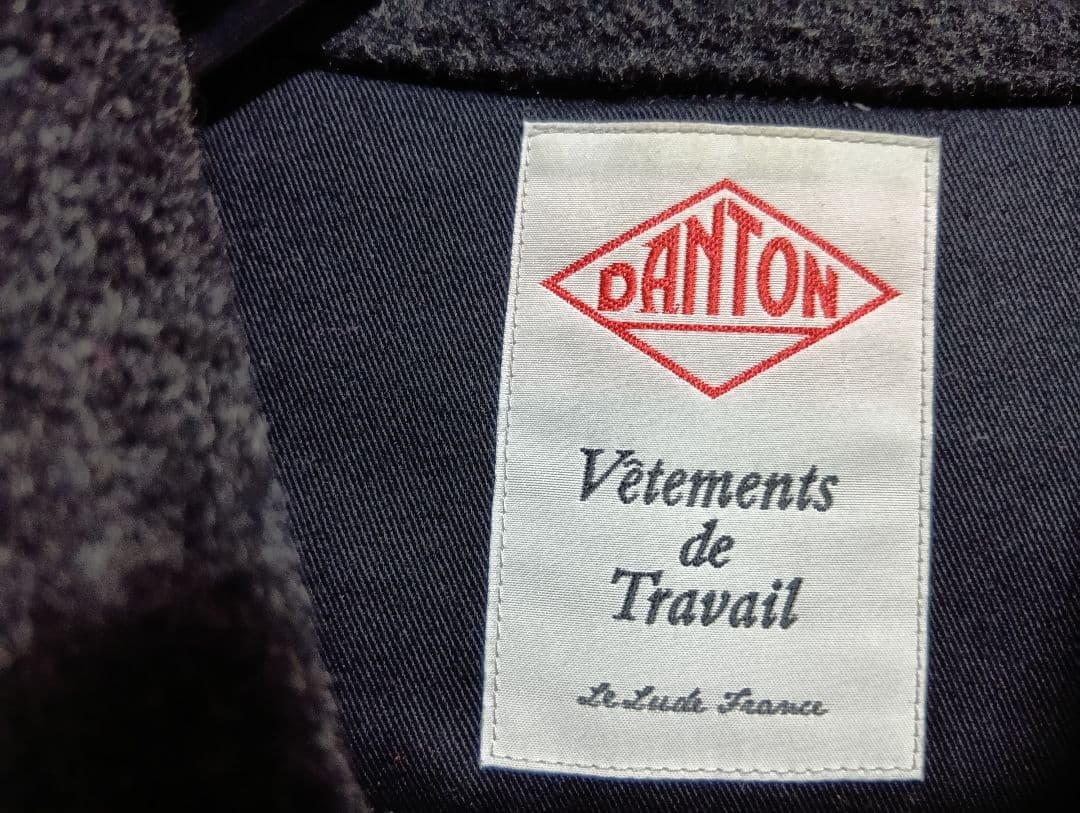 DANTON
Vêtements
de
Travail
Le Lude France